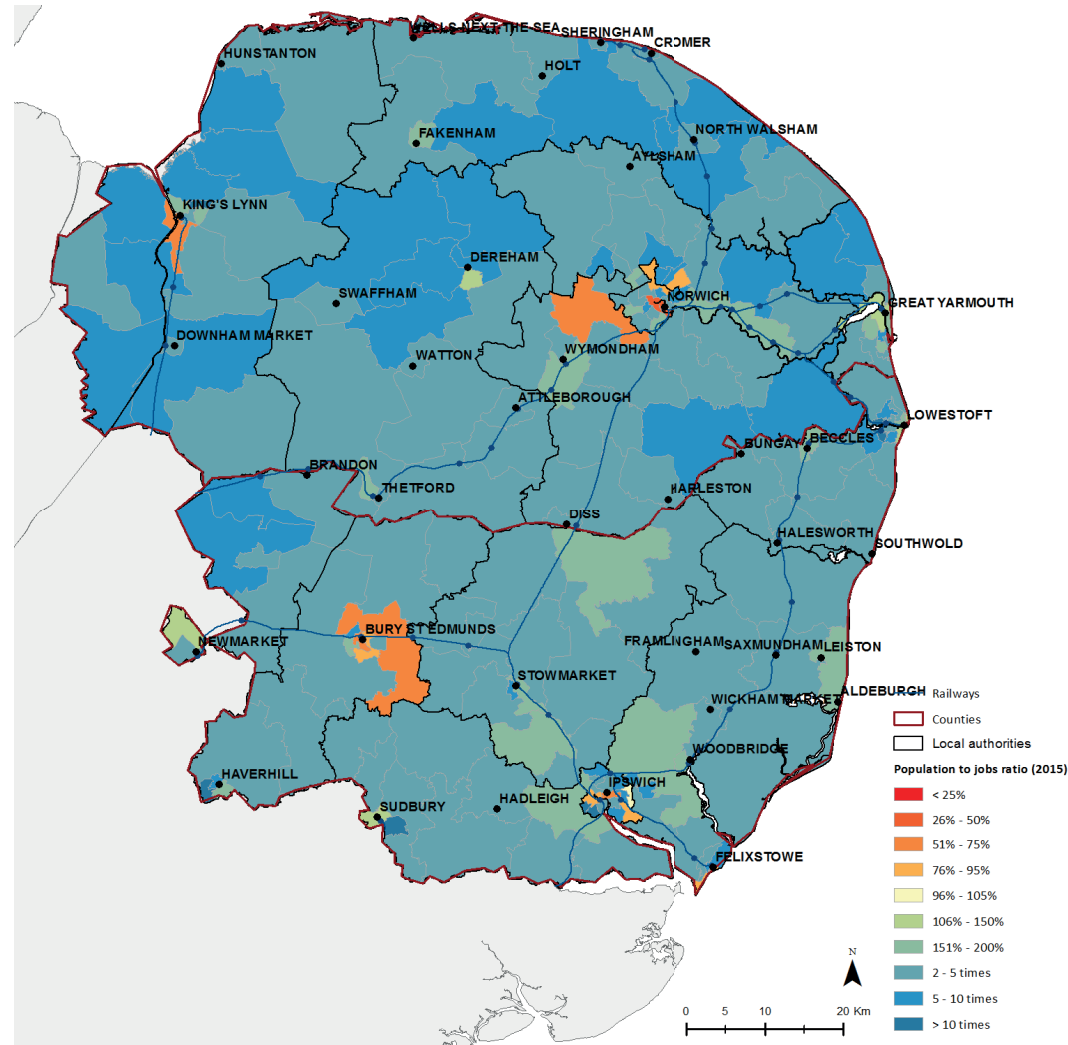 WELLS-NEXT-THE-SEA
SHERINGHAM
CROMER
HUNSTANTON
HOLT
FAKENHAM
NORTH WALSHAM
AYLSHAM
KING'S LYNN
DEREHAM
SWAFFHAM
NORWICH
GREAT YARMOUTH
DOWNHAM MARKET
WYMONDHAM
WATTON
ATTLEBOROUGH
LOWESTOFT
BUNGAY
BECCLES
BRANDON
THETFORD
HARLESTON
DISS
HALESWORTH
SOUTHWOLD
NEWMARKET
BURY ST EDMUNDS
FRAMLINGHAM
SAXMUNDHAM
LEISTON
STOWMARKET
WICKHAM MARKET
ALDEBURGH
WOODBRIDGE
HAVERHILL
IPSWICH
SUDBURY
HADLEIGH
FELIXSTOWE
Railways
Counties
Local authorities
Population to jobs ratio (2015)
< 25%
26% - 50%
51% - 75%
76% - 95%
96% - 105%
106% - 150%
151% - 200%
2 - 5 times
5 - 10 times
> 10 times
N
0 5 10 20 Km